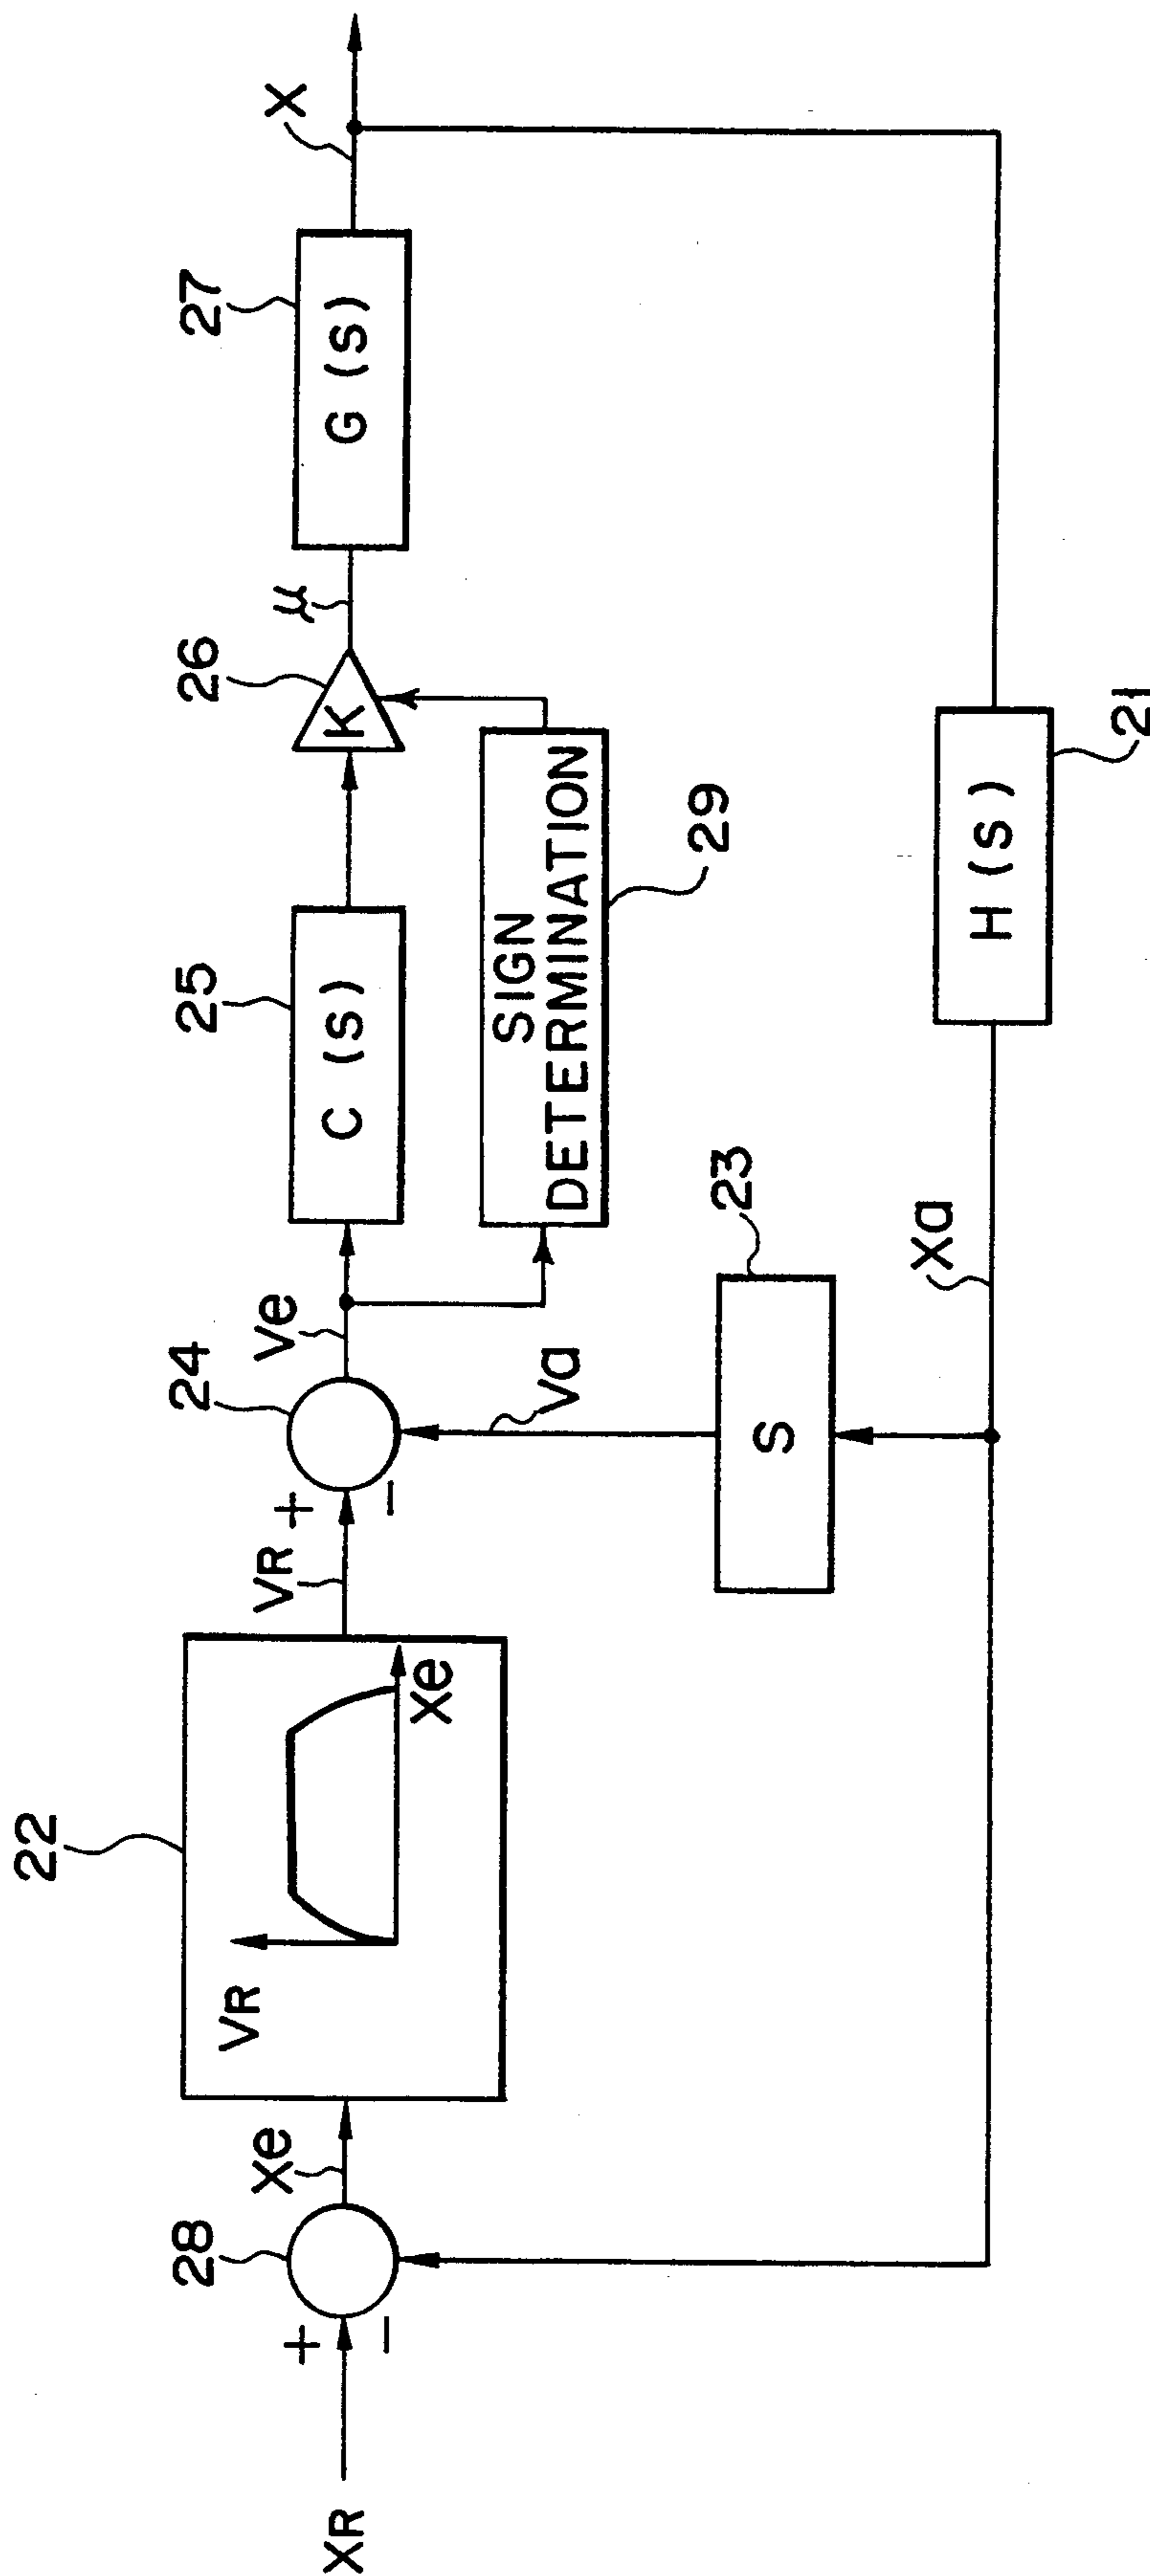 XR
+
−
28
Xe
22
VR
Xe
VR
+
−
24
Ve
Va
S
23
25
C (S)
SIGN
DETERMINATION
29
26
K
μ
27
G (S)
X
Xa
H (S)
21